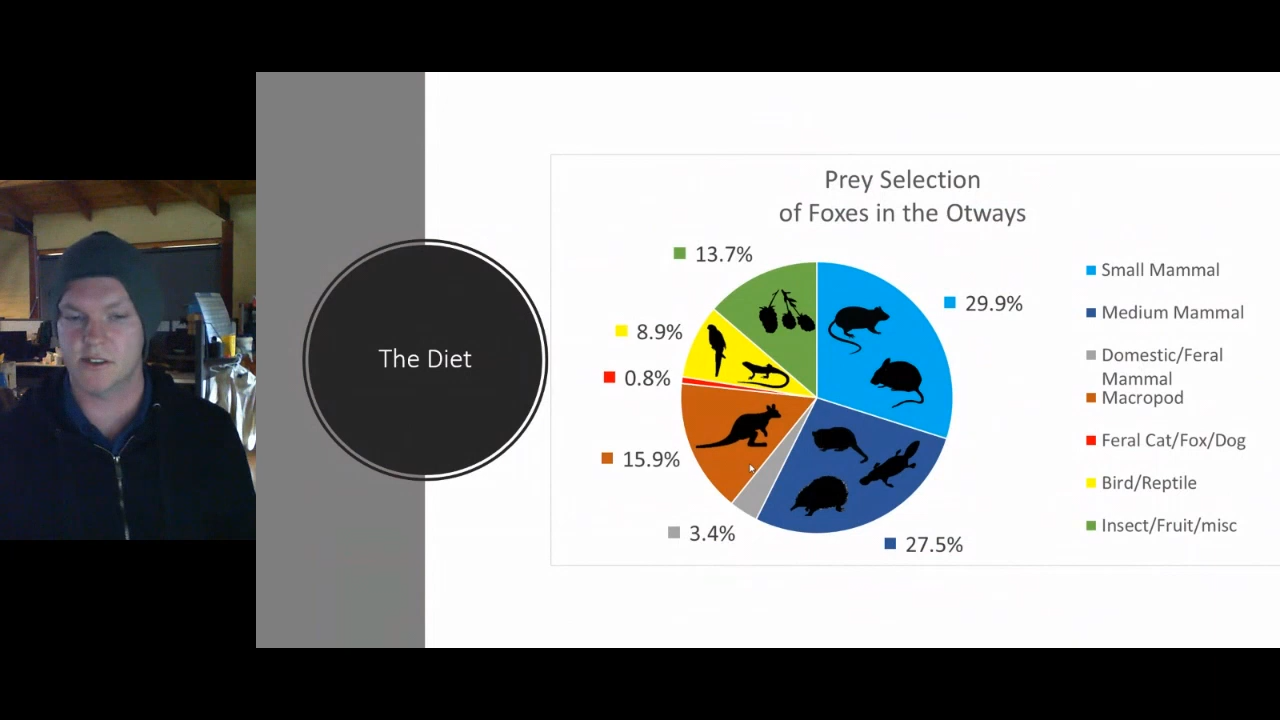 The Diet
Prey Selection
of Foxes in the Otways
13.7%
29.9%
8.9%
0.8%
15.9%
3.4%
27.5%
Small Mammal
Medium Mammal
Domestic/Feral
Mammal
Macropod
Feral Cat/Fox/Dog
Bird/Reptile
Insect/Fruit/misc